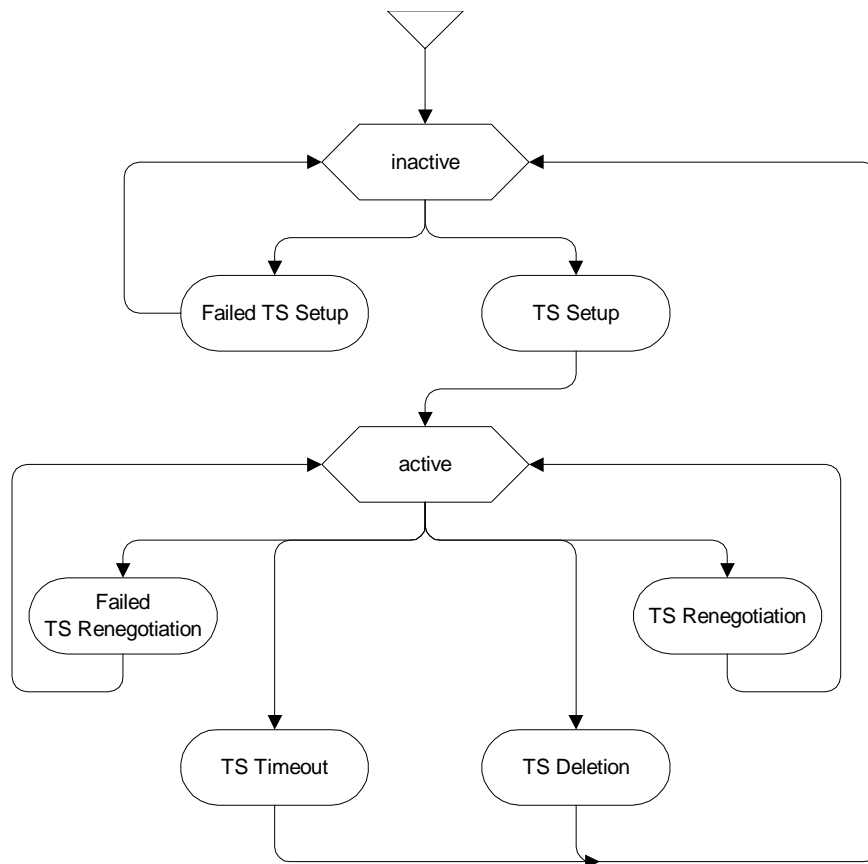 inactive
Failed TS Setup
TS Setup
active
Failed
TS Renegotiation
TS Renegotiation
TS Timeout
TS Deletion